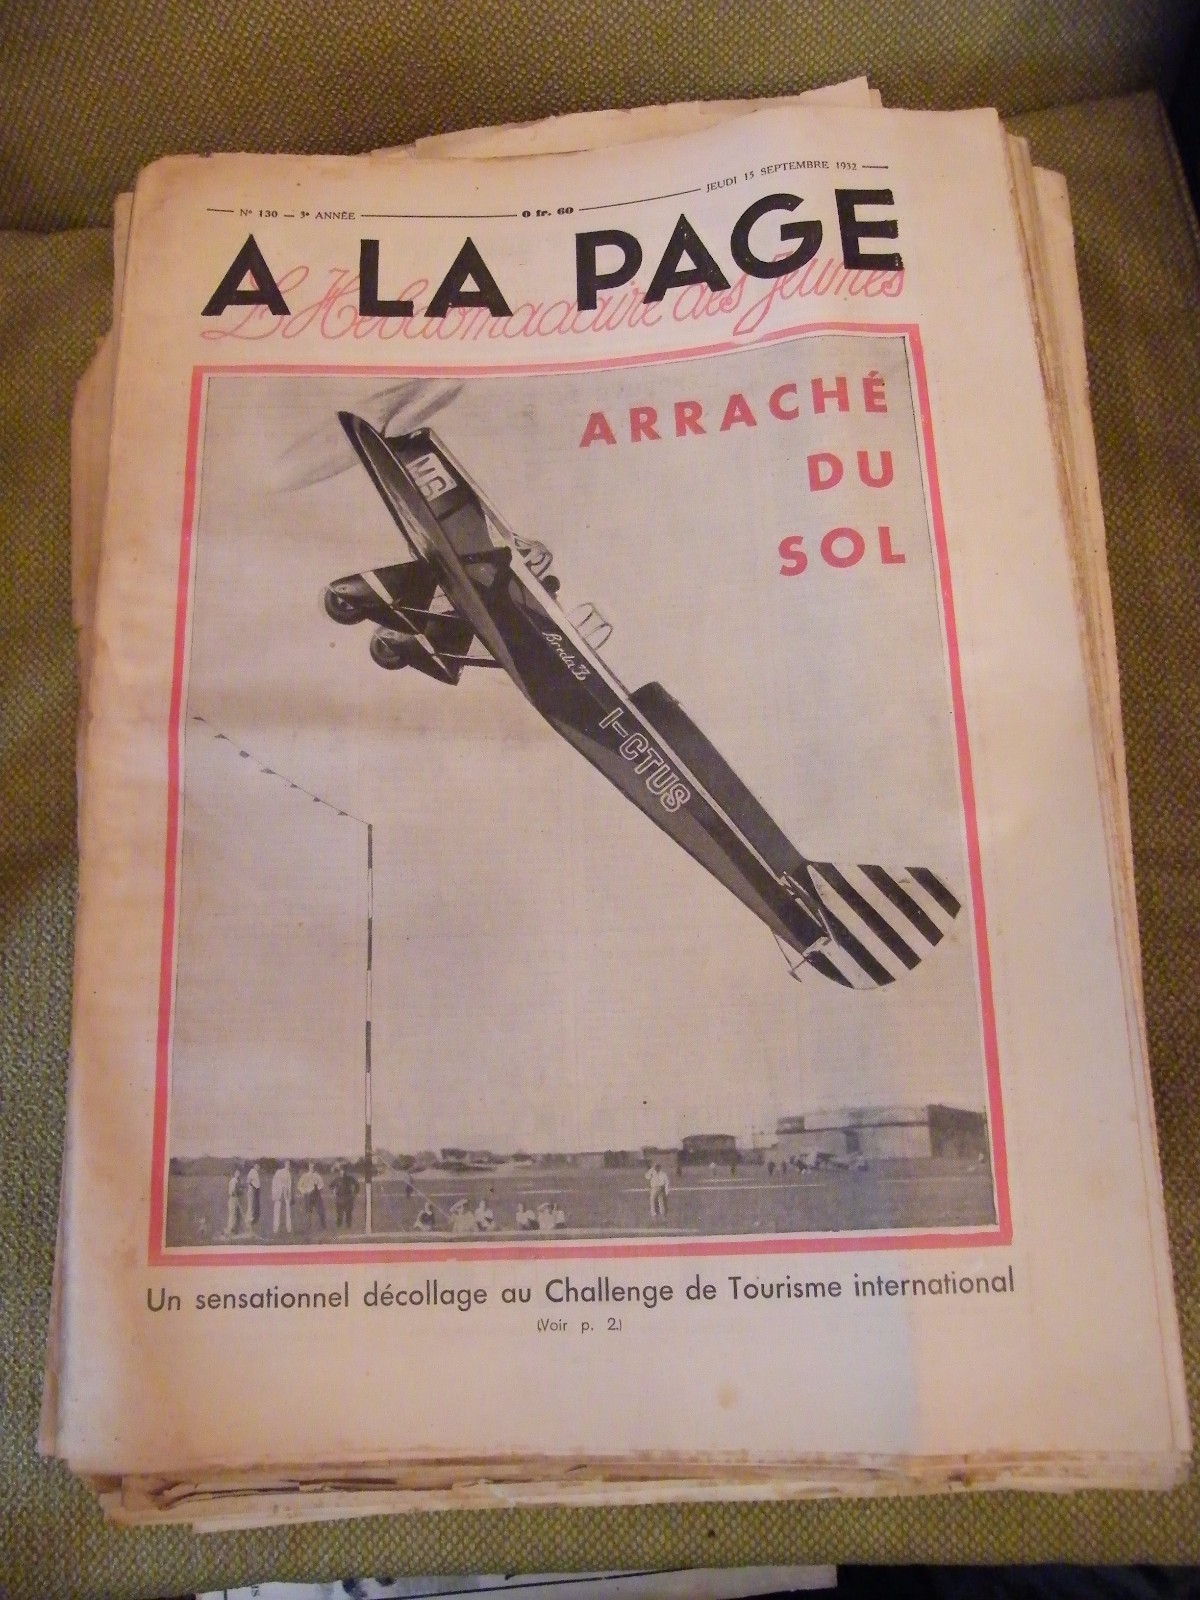 N° 130 — 3e ANNÉE
0 fr. 60
JEUDI 15 SEPTEMBRE 1932
A LA PAGE
L'Hebdomadaire des Jeunes
ARRACHÉ
DU
SOL
M6
I-CTUS
Un sensationnel décollage au Challenge de Tourisme international
(Voir p. 2.)